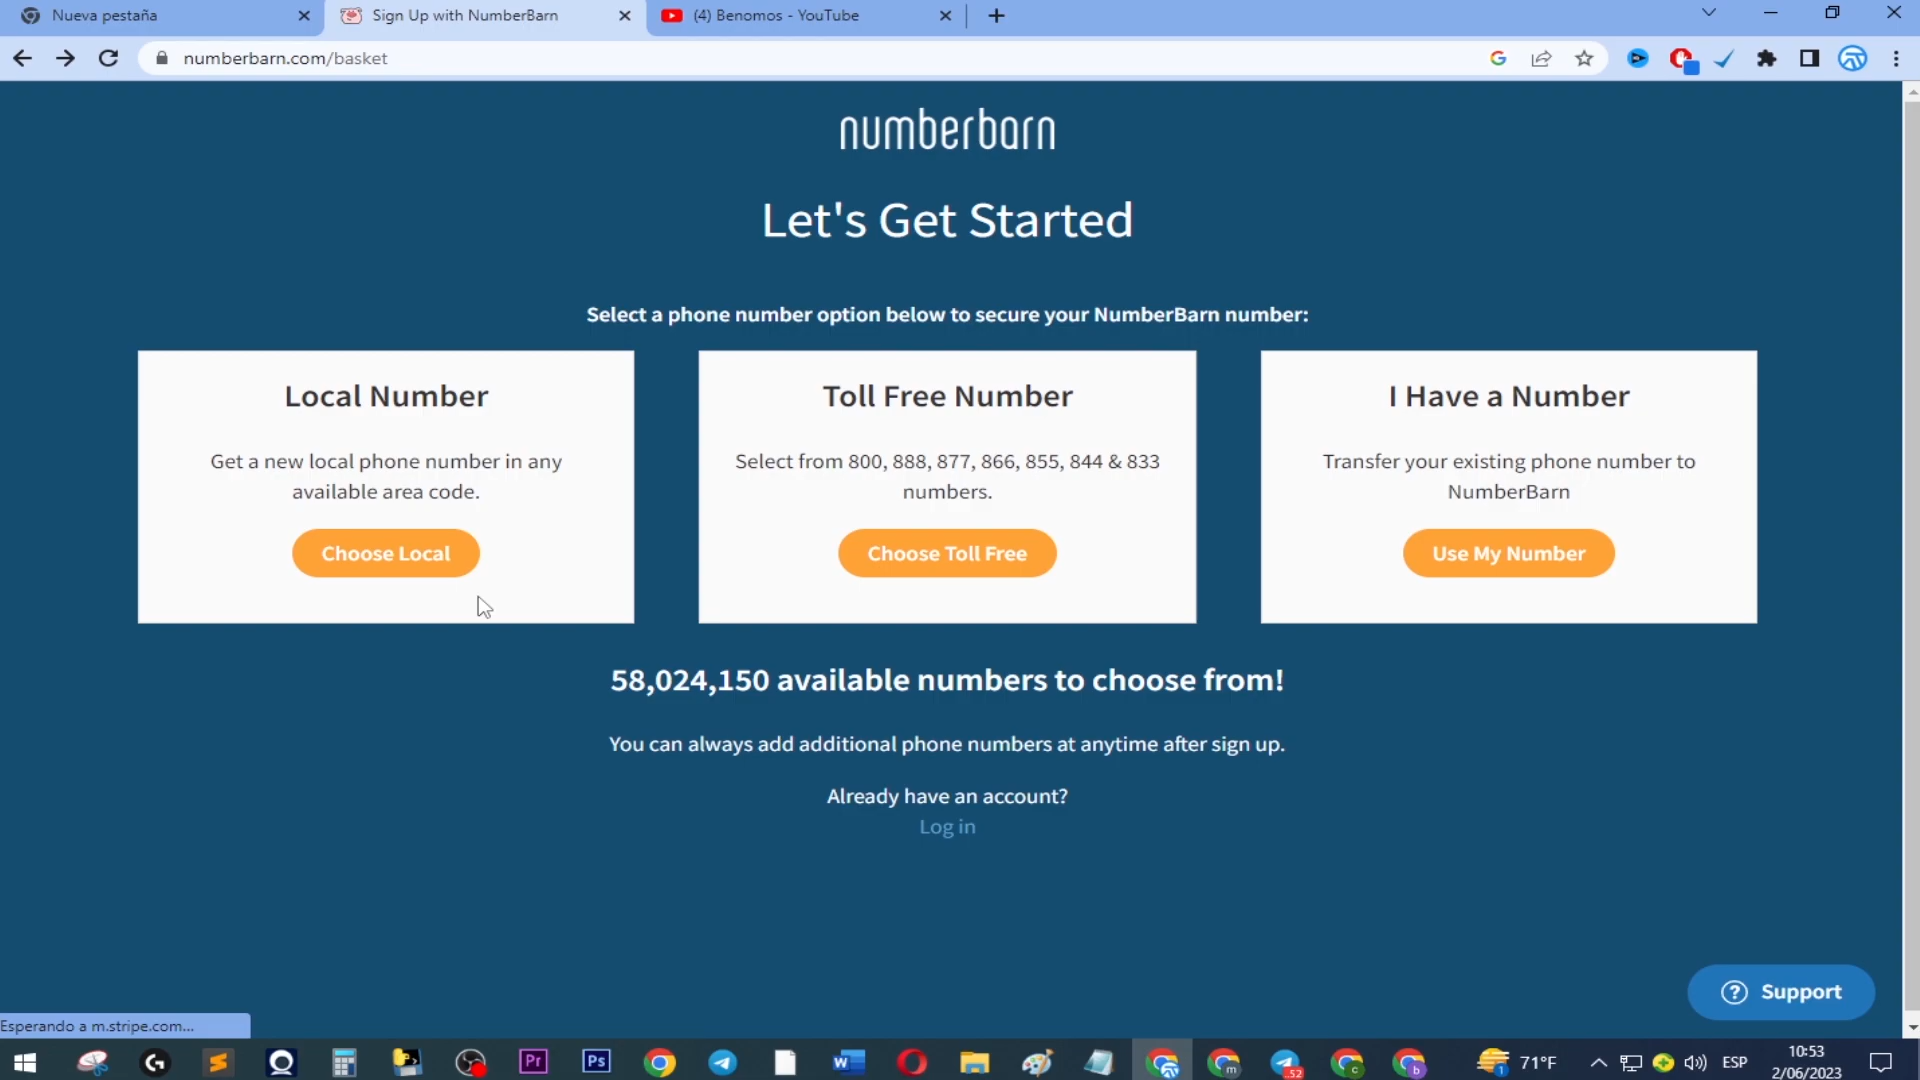 Nueva pestaña
Sign Up with NumberBarn
(4) Benomos - YouTube
numberbarn.com/basket
numberbarn
Let's Get Started
Select a phone number option below to secure your NumberBarn number:
Local Number
Get a new local phone number in any
available area code.
Choose Local
Toll Free Number
Select from 800, 888, 877, 866, 855, 844 & 833
numbers.
Choose Toll Free
I Have a Number
Transfer your existing phone number to
NumberBarn
Use My Number
58,024,150 available numbers to choose from!
You can always add additional phone numbers at anytime after sign up.
Already have an account?
Log in
? Support
Esperando a m.stripe.com...
Pr
Ps
m
52
c
b
1
71°F
ESP
10:53
2/06/2023